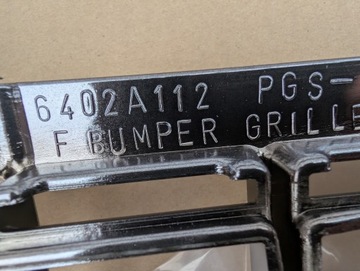 6402A112 PGS-
F BUMPER GRILLE